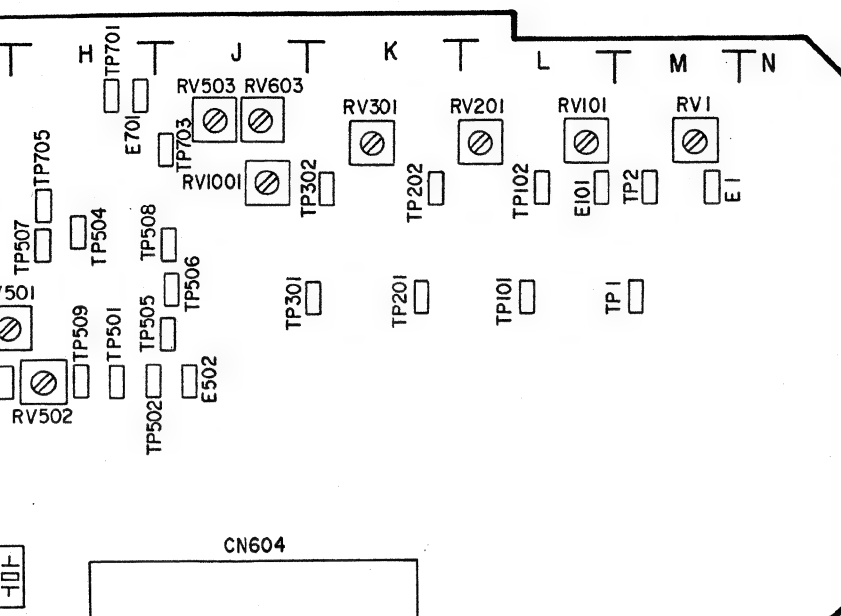 H
J
K
L
M
N
TP701
E701
TP703
RV503
RV603
RV301
RV201
RV101
RV1
RV1001
TP302
TP202
TP102
E101
TP2
E1
TP705
TP507
TP504
TP508
TP506
TP505
TP301
TP201
TP101
TP1
501
TP509
TP501
RV502
TP502
E502
CN604